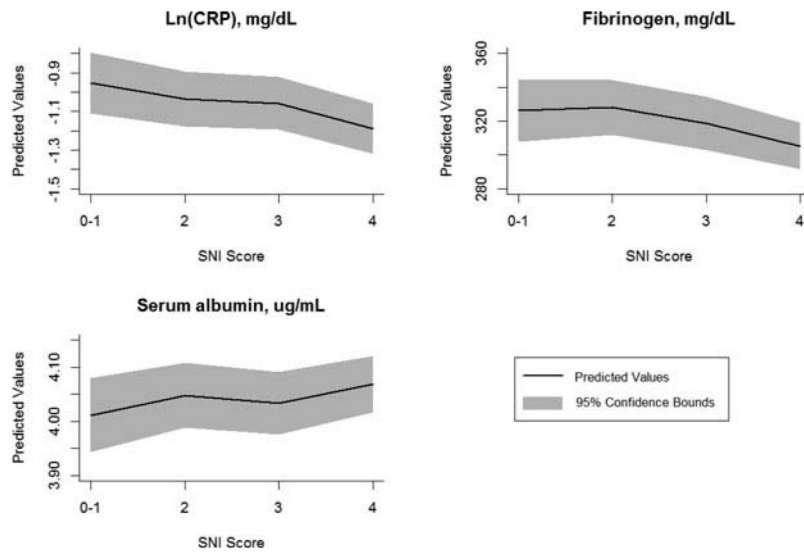 Ln(CRP), mg/dL
Predicted Values
-0.9
-1.1
-1.3
-1.5
0-1 2 3 4
SNI Score
Fibrinogen, mg/dL
Predicted Values
360
320
280
0-1 2 3 4
SNI Score
Serum albumin, ug/mL
Predicted Values
4.10
4.00
3.90
0-1 2 3 4
SNI Score
Predicted Values
95% Confidence Bounds